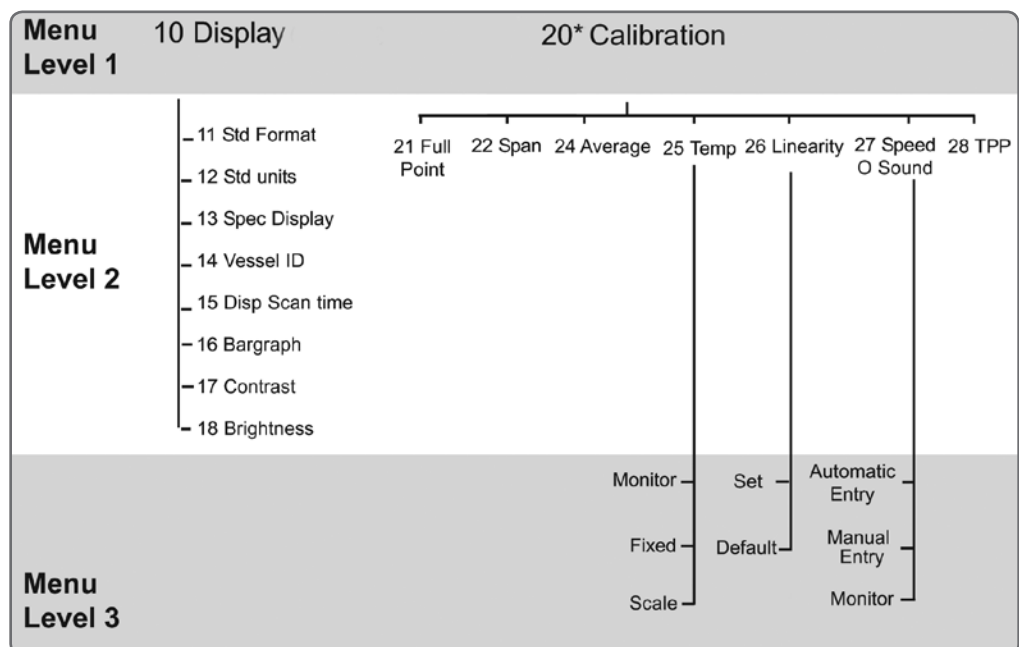 Menu
Level 1
10 Display
20* Calibration
Menu
Level 2
11 Std Format
12 Std units
13 Spec Display
14 Vessel ID
15 Disp Scan time
16 Bargraph
17 Contrast
18 Brightness
21 Full
Point
22 Span
24 Average
25 Temp
26 Linearity
27 Speed
O Sound
28 TPP
Menu
Level 3
Monitor
Fixed
Scale
Set
Default
Automatic
Entry
Manual
Entry
Monitor